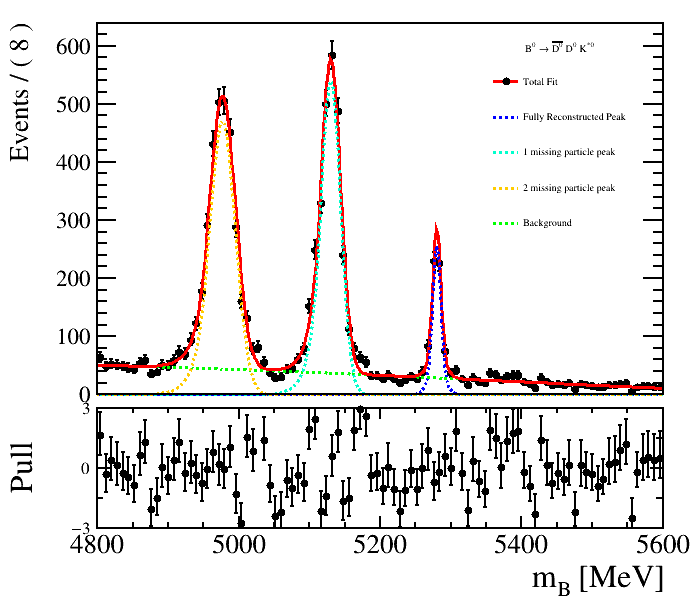 Events / ( 8 )
600
500
400
300
200
100
0
B⁰ → D̅⁰ D⁰ K*⁰
Total Fit
Fully Reconstructed Peak
1 missing particle peak
2 missing particle peak
Background
Pull
3
0
−3
4800 5000 5200 5400 5600
m_B [MeV]